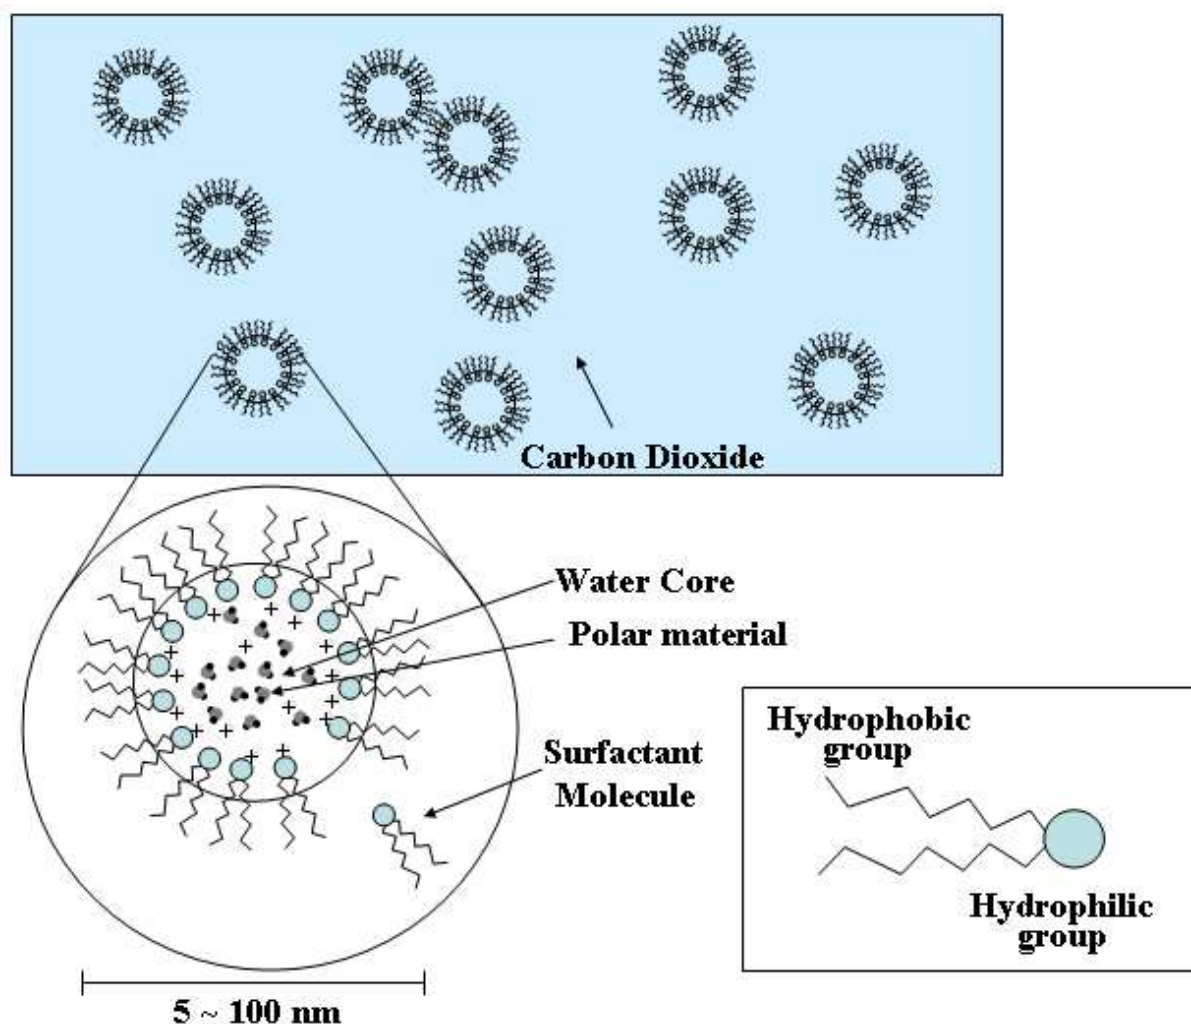 Carbon Dioxide
Water Core
Polar material
Surfactant
Molecule
5 ~ 100 nm
Hydrophobic
group
Hydrophilic
group